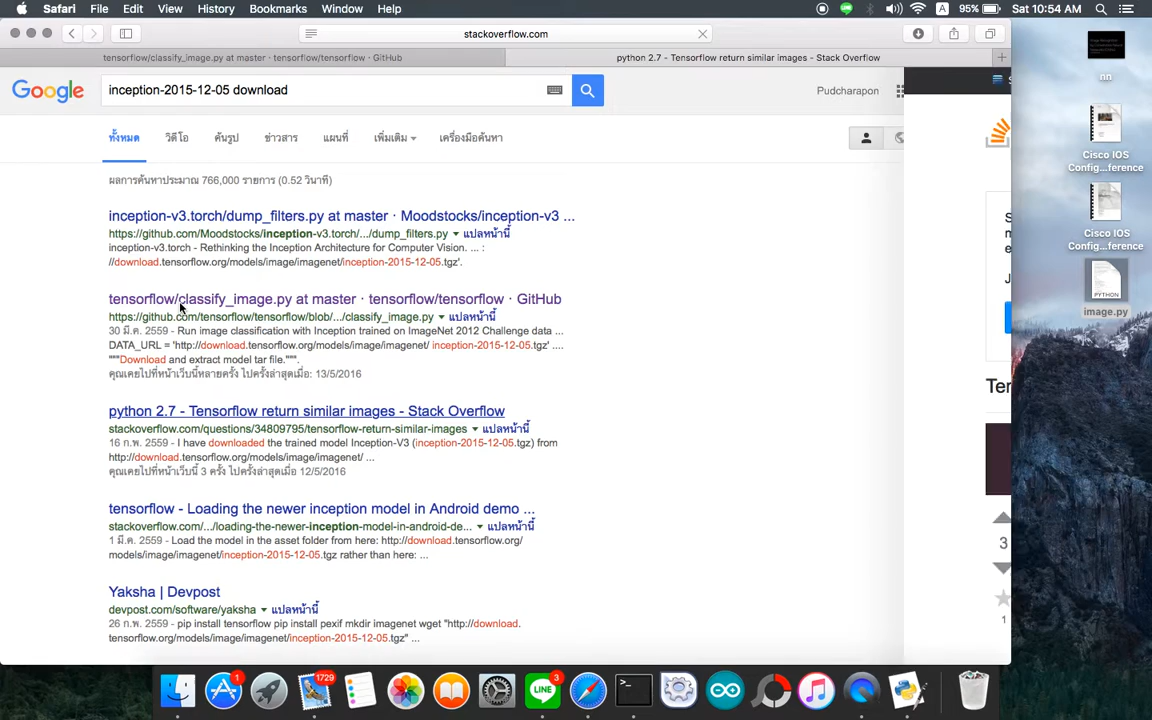 Safari File Edit View History Bookmarks Window Help
A 95% Sat 10:54 AM
stackoverflow.com
tensorflow/classify_image.py at master · tensorflow/tensorflow · GitHub
python 2.7 - Tensorflow return similar images - Stack Overflow
Google
inception-2015-12-05 download
Pudcharapon
ทั้งหมด วิดีโอ ค้นรูป ข่าวสาร แผนที่ เพิ่มเติม เครื่องมือค้นหา
ผลการค้นหาประมาณ 766,000 รายการ (0.52 วินาที)
inception-v3.torch/dump_filters.py at master · Moodstocks/inception-v3 ...
https://github.com/Moodstocks/inception-v3.torch/.../dump_filters.py แปลหน้านี้
inception-v3.torch - Rethinking the Inception Architecture for Computer Vision. ... :
//download.tensorflow.org/models/image/imagenet/inception-2015-12-05.tgz'.
tensorflow/classify_image.py at master · tensorflow/tensorflow · GitHub
https://github.com/tensorflow/tensorflow/blob/.../classify_image.py แปลหน้านี้
30 มี.ค. 2559 - Run image classification with Inception trained on ImageNet 2012 Challenge data ...
DATA_URL = 'http://download.tensorflow.org/models/image/imagenet/ inception-2015-12-05.tgz' ....
"""Download and extract model tar file.""".
คุณเคยไปที่หน้าเว็บนี้หลายครั้ง ไปครั้งล่าสุดเมื่อ: 13/5/2016
python 2.7 - Tensorflow return similar images - Stack Overflow
stackoverflow.com/questions/34809795/tensorflow-return-similar-images แปลหน้านี้
16 ก.พ. 2559 - I have downloaded the trained model Inception-V3 (inception-2015-12-05.tgz) from
http://download.tensorflow.org/models/image/imagenet/ ...
คุณเคยไปที่หน้าเว็บนี้ 3 ครั้ง ไปครั้งล่าสุดเมื่อ 12/5/2016
tensorflow - Loading the newer inception model in Android demo ...
stackoverflow.com/.../loading-the-newer-inception-model-in-android-de... แปลหน้านี้
1 มี.ค. 2559 - Load the model in the asset folder from here: http://download.tensorflow.org/
models/image/imagenet/inception-2015-12-05.tgz rather than here: ...
Yaksha | Devpost
devpost.com/software/yaksha แปลหน้านี้
26 ก.พ. 2559 - pip install tensorflow pip install pexif mkdir imagenet wget "http://download.
tensorflow.org/models/image/imagenet/inception-2015-12-05.tgz" ...
Ter
3
1
nn
Cisco IOS
Config...ference
Cisco IOS
Config...ference
PYTHON
image.py
1
1729
LINE
3